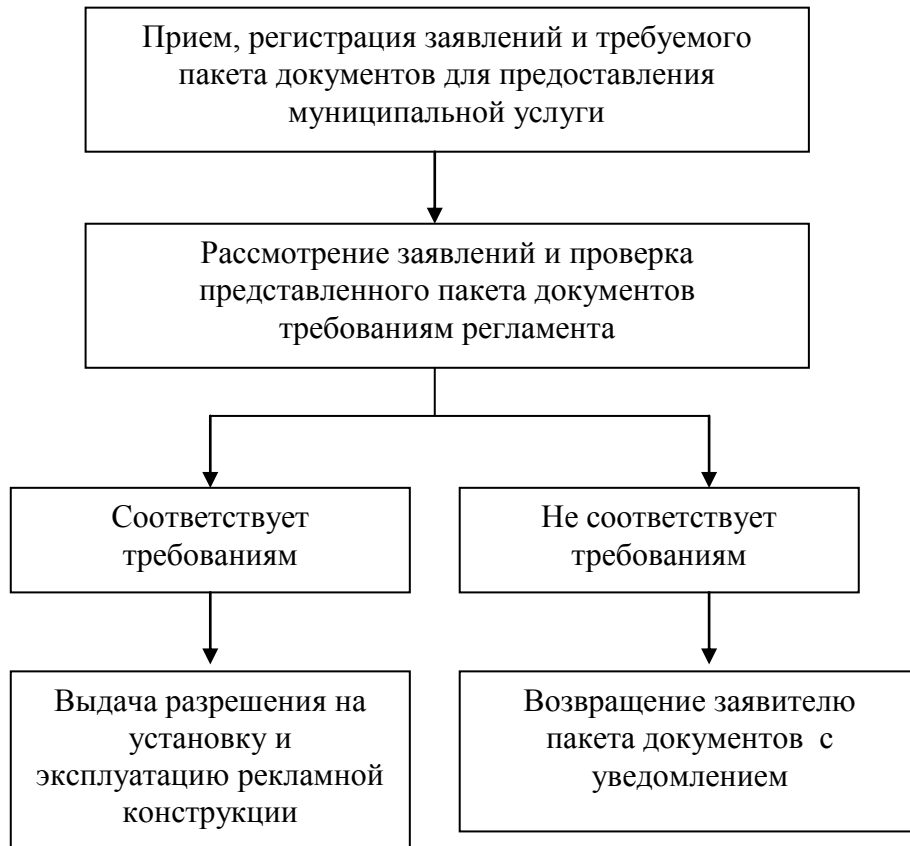 Прием, регистрация заявлений и требуемого
пакета документов для предоставления
муниципальной услуги
Рассмотрение заявлений и проверка
представленного пакета документов
требованиям регламента
Соответствует
требованиям
Не соответствует
требованиям
Выдача разрешения на
установку и
эксплуатацию рекламной
конструкции
Возвращение заявителю
пакета документов с
уведомлением